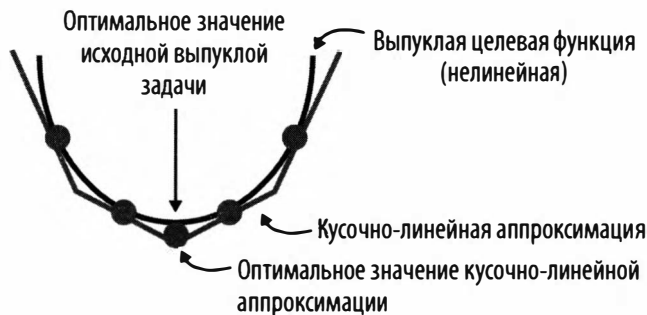 Оптимальное значение
исходной выпуклой
задачи
Выпуклая целевая функция
(нелинейная)
Кусочно-линейная аппроксимация
Оптимальное значение кусочно-линейной
аппроксимации